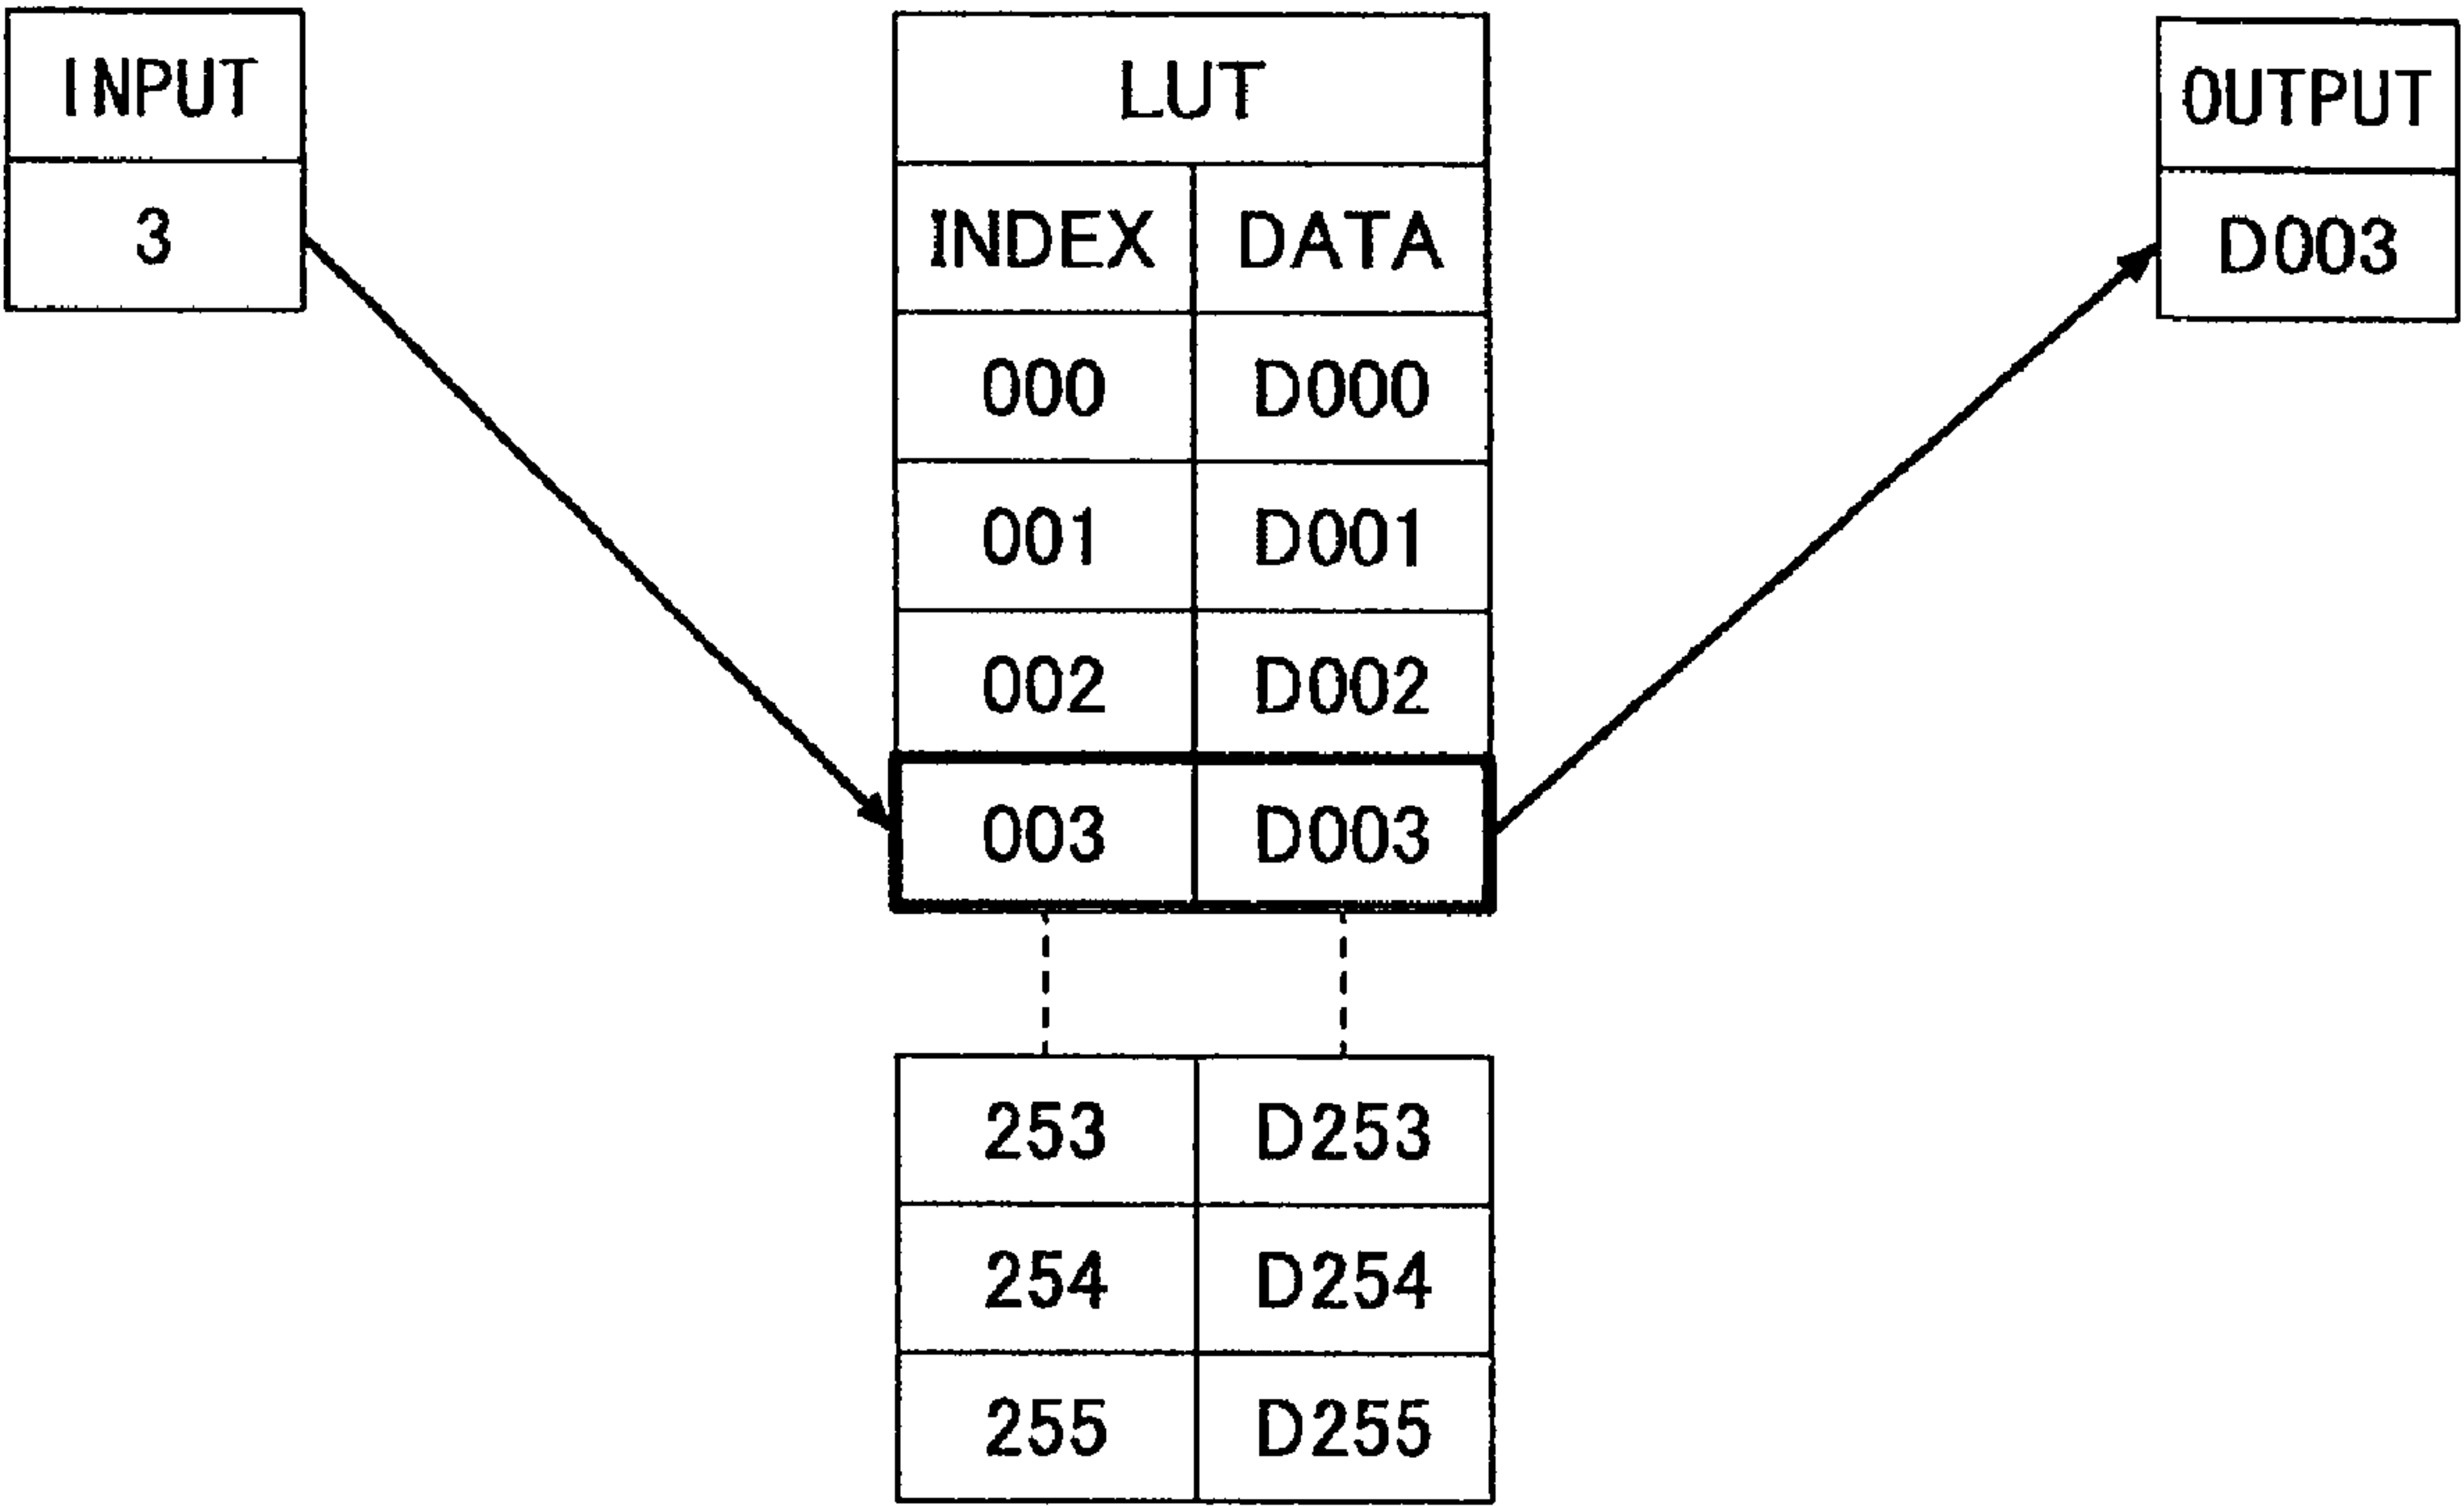 INPUT
3
LUT
INDEX DATA
000 D000
001 D001
002 D002
003 D003
253 D253
254 D254
255 D255
OUTPUT
D003